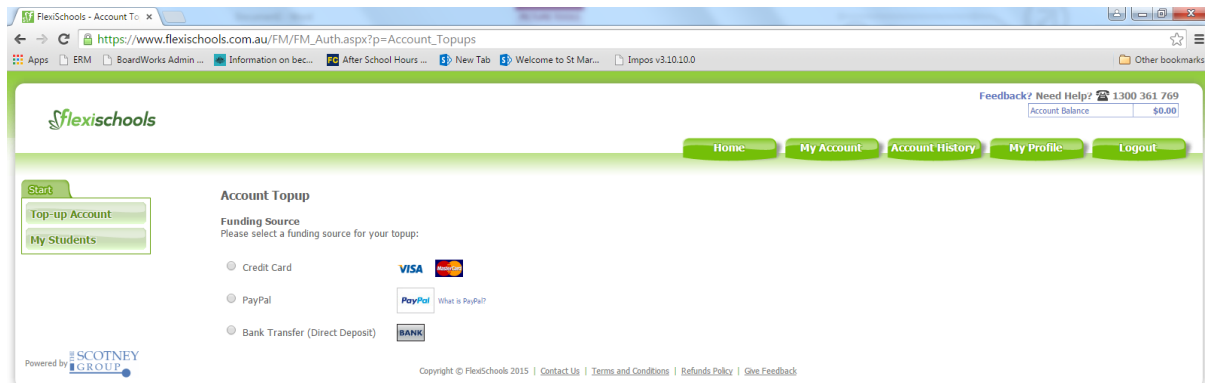 FlexiSchools - Account To
https://www.flexischools.com.au/FM/FM_Auth.aspx?p=Account_Topups
Apps ERM BoardWorks Admin ... Information on bec... FC After School Hours ... New Tab Welcome to St Mar... Impos v3.10.10.0 Other bookmarks
Feedback? Need Help? 1300 361 769
Account Balance $0.00
flexischools
Home My Account Account History My Profile Logout
Start
Top-up Account
My Students
Account Topup
Funding Source
Please select a funding source for your topup:
Credit Card VISA MasterCard
PayPal PayPal What is PayPal?
Bank Transfer (Direct Deposit) BANK
Powered by SCOTNEY GROUP
Copyright © FlexiSchools 2015 | Contact Us | Terms and Conditions | Refunds Policy | Give Feedback